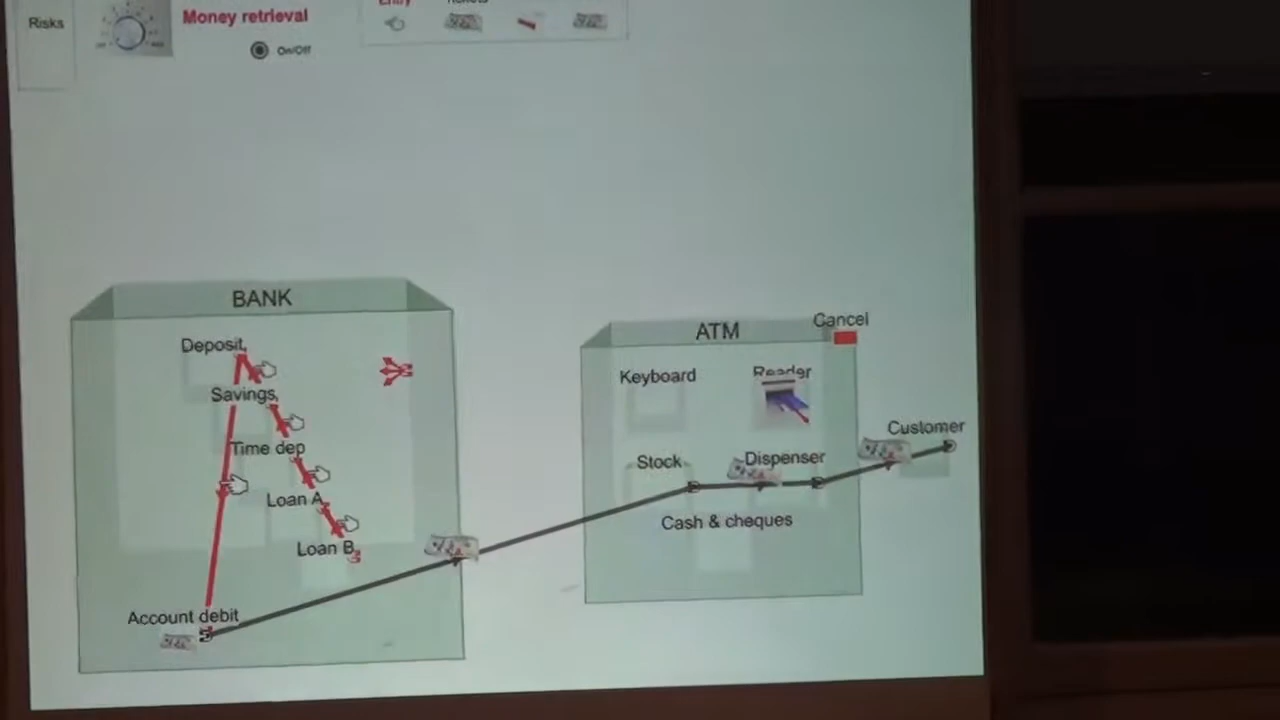 Risks
Money retrieval
On/Off
Entry
BANK
Deposit
Savings
Time dep
Loan A
Loan B
Account debit
ATM
Cancel
Keyboard
Reader
Stock
Dispenser
Customer
Cash & cheques